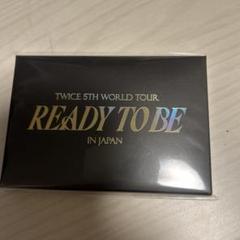 TWICE 5TH WORLD TOUR
READY TO BE
IN JAPAN